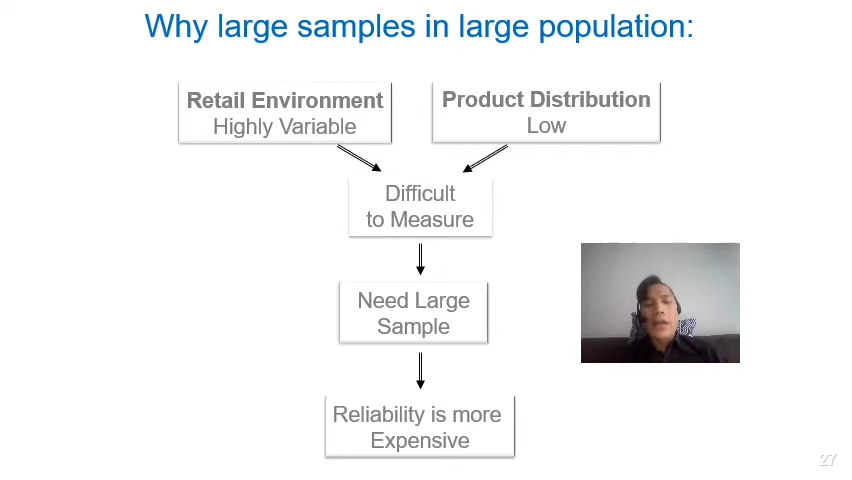 Why large samples in large population:
Retail Environment
Highly Variable
Product Distribution
Low
Difficult
to Measure
Need Large
Sample
Reliability is more
Expensive
27